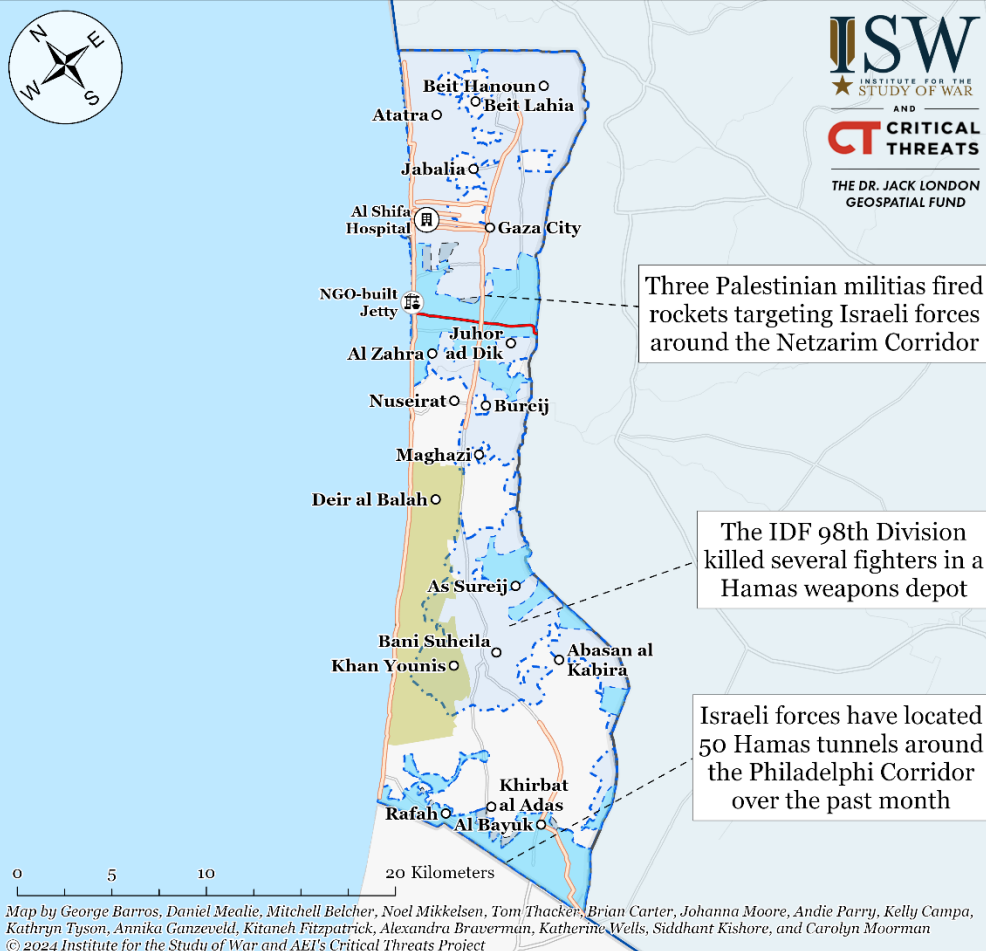 N
E
W
S
ISW
INSTITUTE FOR THE
STUDY OF WAR
AND
CT CRITICAL
THREATS
THE DR. JACK LONDON
GEOSPATIAL FUND
Beit Hanoun
Beit Lahia
Atatra
Jabalia
Al Shifa
Hospital
Gaza City
NGO-built
Jetty
Three Palestinian militias fired
rockets targeting Israeli forces
around the Netzarim Corridor
Juhor
ad Dik
Al Zahra
Nuseirat
Bureij
Maghazi
Deir al Balah
The IDF 98th Division
killed several fighters in a
Hamas weapons depot
As Sureij
Bani Suheila
Khan Younis
Abasan al
Kabira
Israeli forces have located
50 Hamas tunnels around
the Philadelphi Corridor
over the past month
Khirbat
al Adas
Rafah
Al Bayuk
0 5 10 20 Kilometers
Map by George Barros, Daniel Mealie, Mitchell Belcher, Noel Mikkelsen, Tom Thacker, Brian Carter, Johanna Moore, Andie Parry, Kelly Campa,
Kathryn Tyson, Annika Ganzeveld, Kitaneh Fitzpatrick, Alexandra Braverman, Katherine Wells, Siddhant Kishore, and Carolyn Moorman
© 2024 Institute for the Study of War and AEI's Critical Threats Project